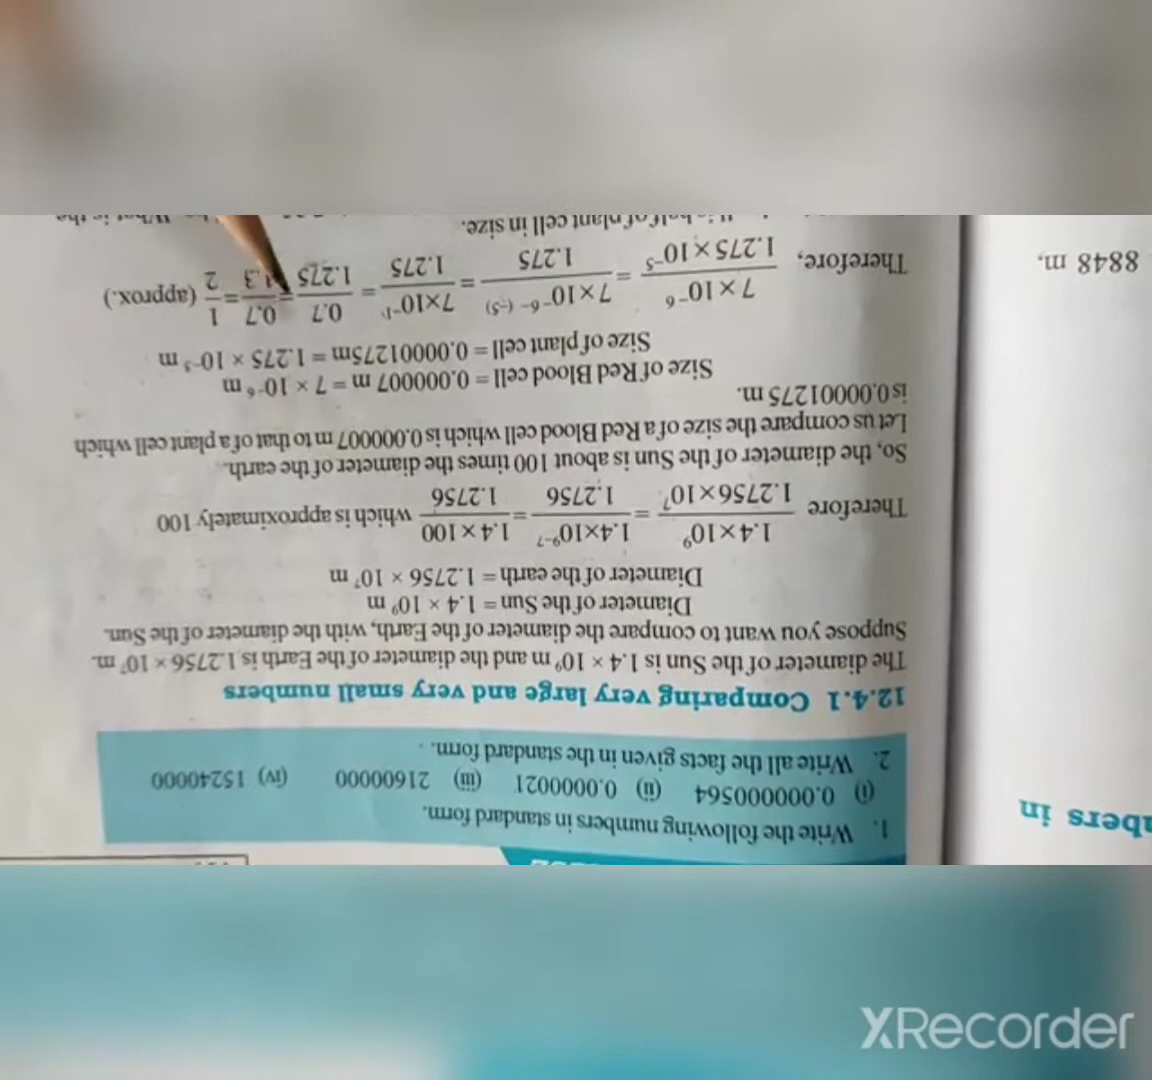 1. Write the following numbers in standard form.
(i) 0.000000564 (ii) 0.0000021 (iii) 21600000 (iv) 15240000
2. Write all the facts given in the standard form.
12.4.1 Comparing very large and very small numbers
The diameter of the Sun is 1.4 × 10⁹ m and the diameter of the Earth is 1.2756 × 10⁷ m.
Suppose you want to compare the diameter of the Earth, with the diameter of the Sun.
Diameter of the Sun = 1.4 × 10⁹ m
Diameter of the earth = 1.2756 × 10⁷ m
Therefore (1.4×10⁹)/(1.2756×10⁷) = (1.4×10⁹⁻⁷)/1.2756 = (1.4×100)/1.2756 which is approximately 100
So, the diameter of the Sun is about 100 times the diameter of the earth.
Let us compare the size of a Red Blood cell which is 0.000007 m to that of a plant cell which
is 0.00001275 m.
Size of Red Blood cell = 0.000007 m = 7 × 10⁻⁶ m
Size of plant cell = 0.00001275m = 1.275 × 10⁻⁵ m
Therefore, (7×10⁻⁶)/(1.275×10⁻⁵) = (7×10⁻⁶⁻⁽⁻⁵⁾)/1.275 = (7×10⁻¹)/1.275 = 0.7/1.275 = 0.7/1.3 = 1/2 (approx.)
half of plant cell in size.
What is the
bers in
8848 m,
XRecorder